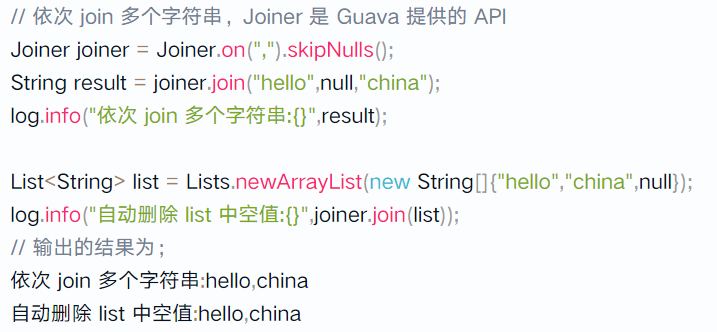 // 依次 join 多个字符串，Joiner 是 Guava 提供的 API
Joiner joiner = Joiner.on(",").skipNulls();
String result = joiner.join("hello",null,"china");
log.info("依次 join 多个字符串:{}",result);
List<String> list = Lists.newArrayList(new String[]{"hello","china",null});
log.info("自动删除 list 中空值:{}",joiner.join(list));
// 输出的结果为；
依次 join 多个字符串:hello,china
自动删除 list 中空值:hello,china